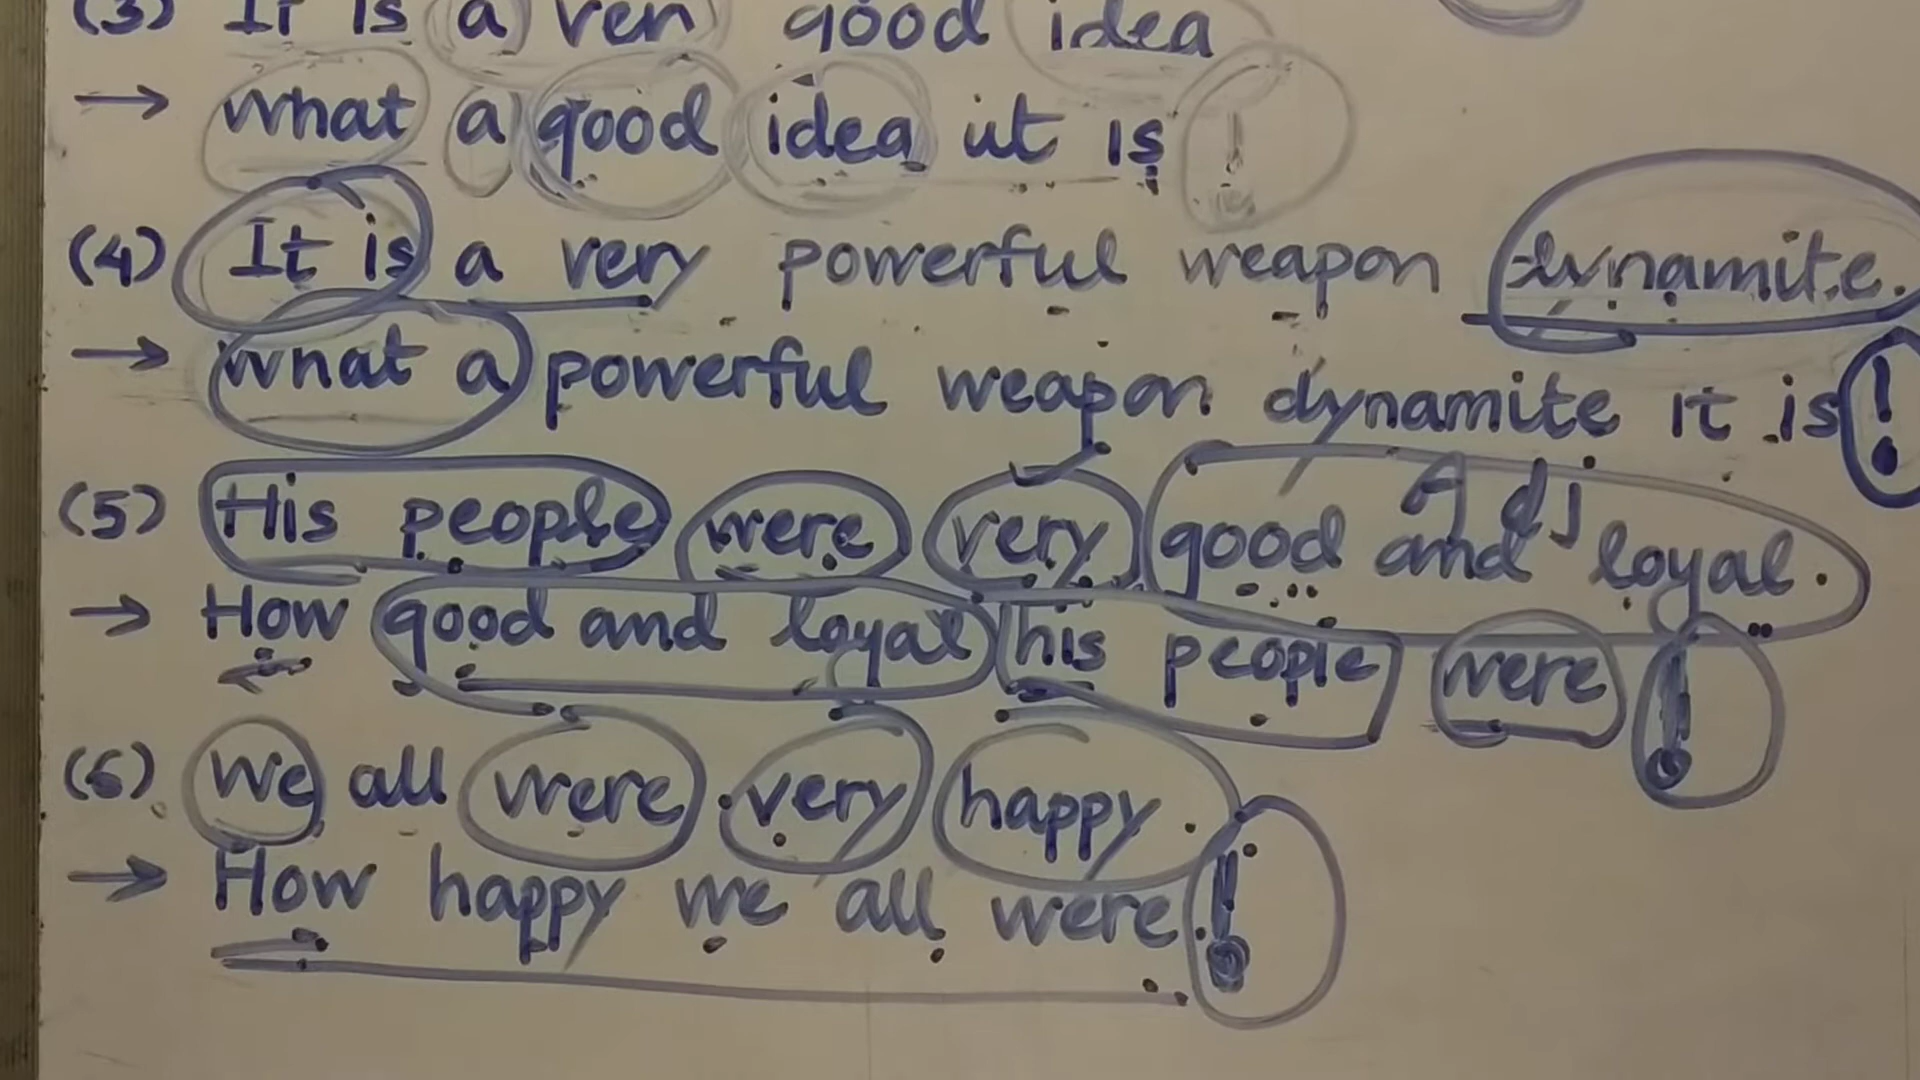 (3) It is a very good idea
→ what a good idea it is !
(4) It is a very powerful weapon dynamite.
→ what a powerful weapon dynamite it is !
Adj
(5) His people were very good and loyal.
→ How good and loyal his people were !
(6) We all were very happy.
→ How happy we all were !